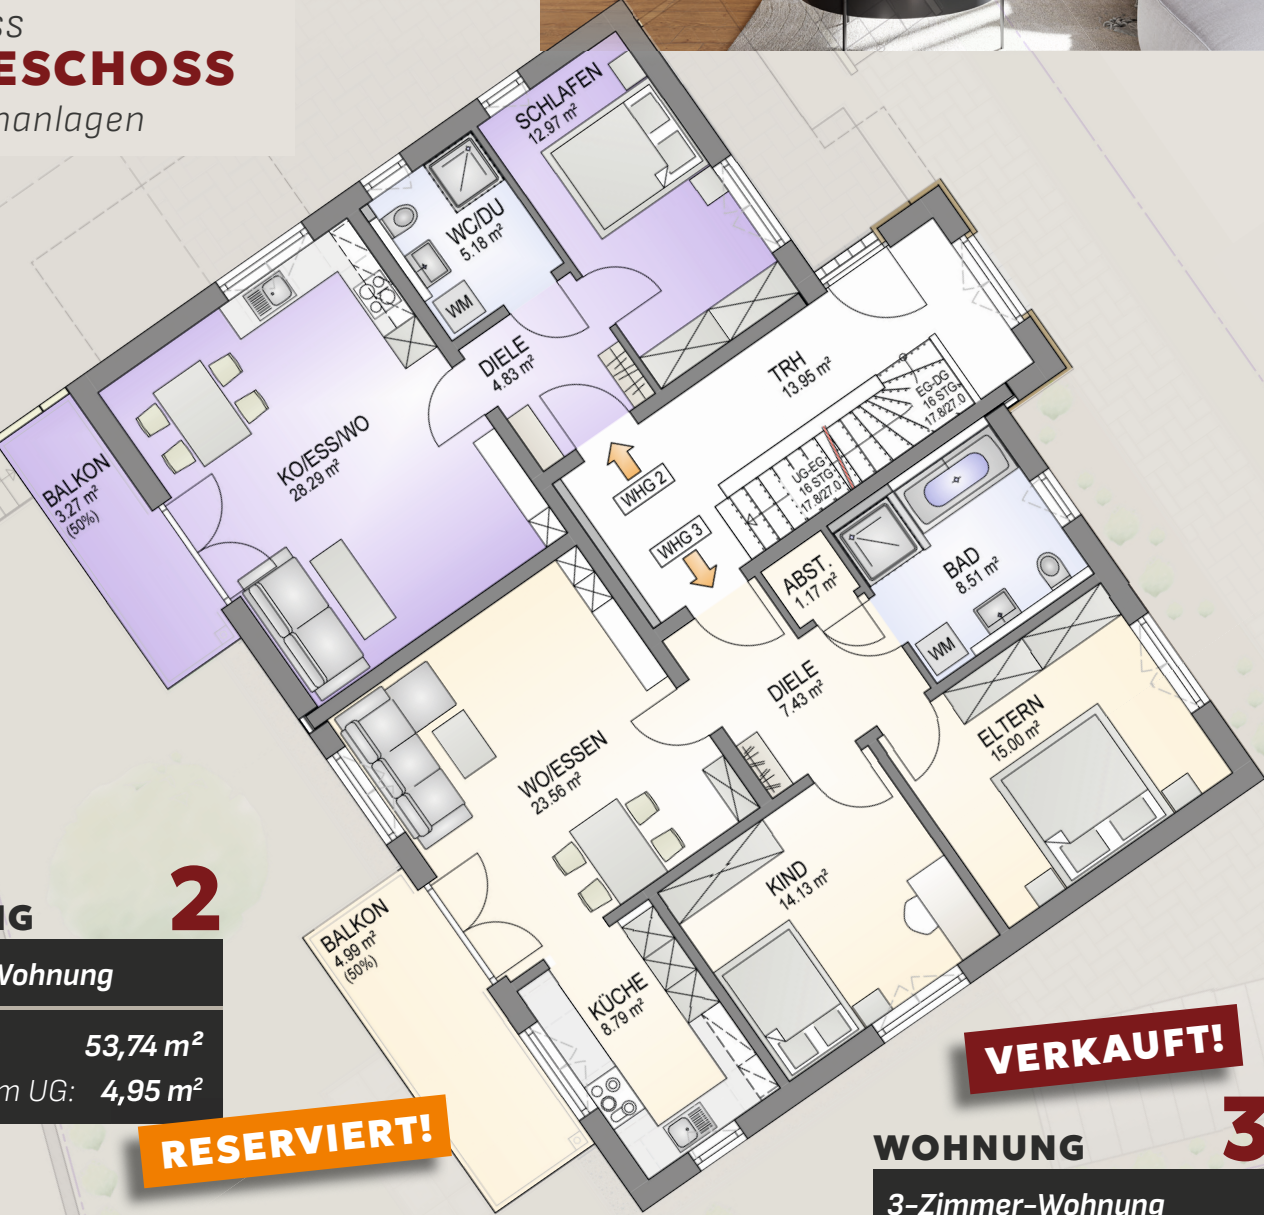 SS
ESCHOSS
nanlagen
SCHLAFEN
12.97 m²
WC/DU
5.18 m²
WM
DIELE
4.83 m²
KO/ESS/WO
28.29 m²
BALKON
3.27 m²
(50%)
TRH
13.95 m²
EG-DG
16 STG
17.8/27.0
UG-EG
16 STG
17.8/27.0
WHG 2
WHG 3
ABST.
1.17 m²
BAD
8.51 m²
WM
DIELE
7.43 m²
ELTERN
15.00 m²
WO/ESSEN
23.56 m²
KIND
14.13 m²
BALKON
4.99 m²
(50%)
KÜCHE
8.79 m²
G 2
Wohnung
53,74 m²
m UG: 4,95 m²
RESERVIERT!
VERKAUFT!
WOHNUNG 3
3-Zimmer-Wohnung